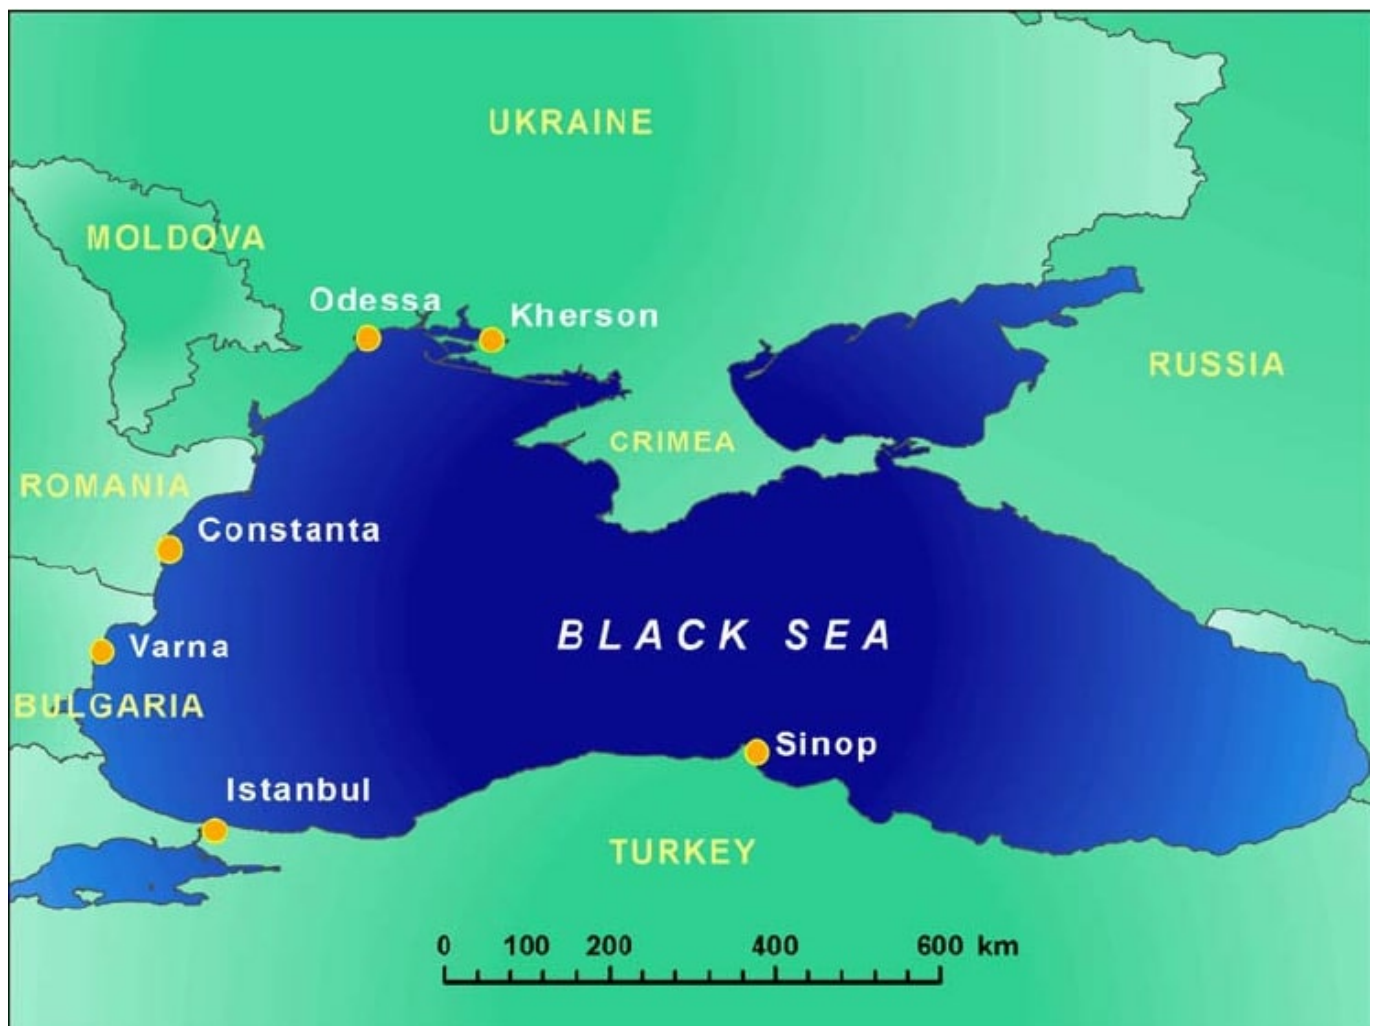 UKRAINE
MOLDOVA
Odessa
Kherson
RUSSIA
CRIMEA
ROMANIA
Constanta
BLACK SEA
Varna
BULGARIA
Sinop
Istanbul
TURKEY
0 100 200 400 600 km